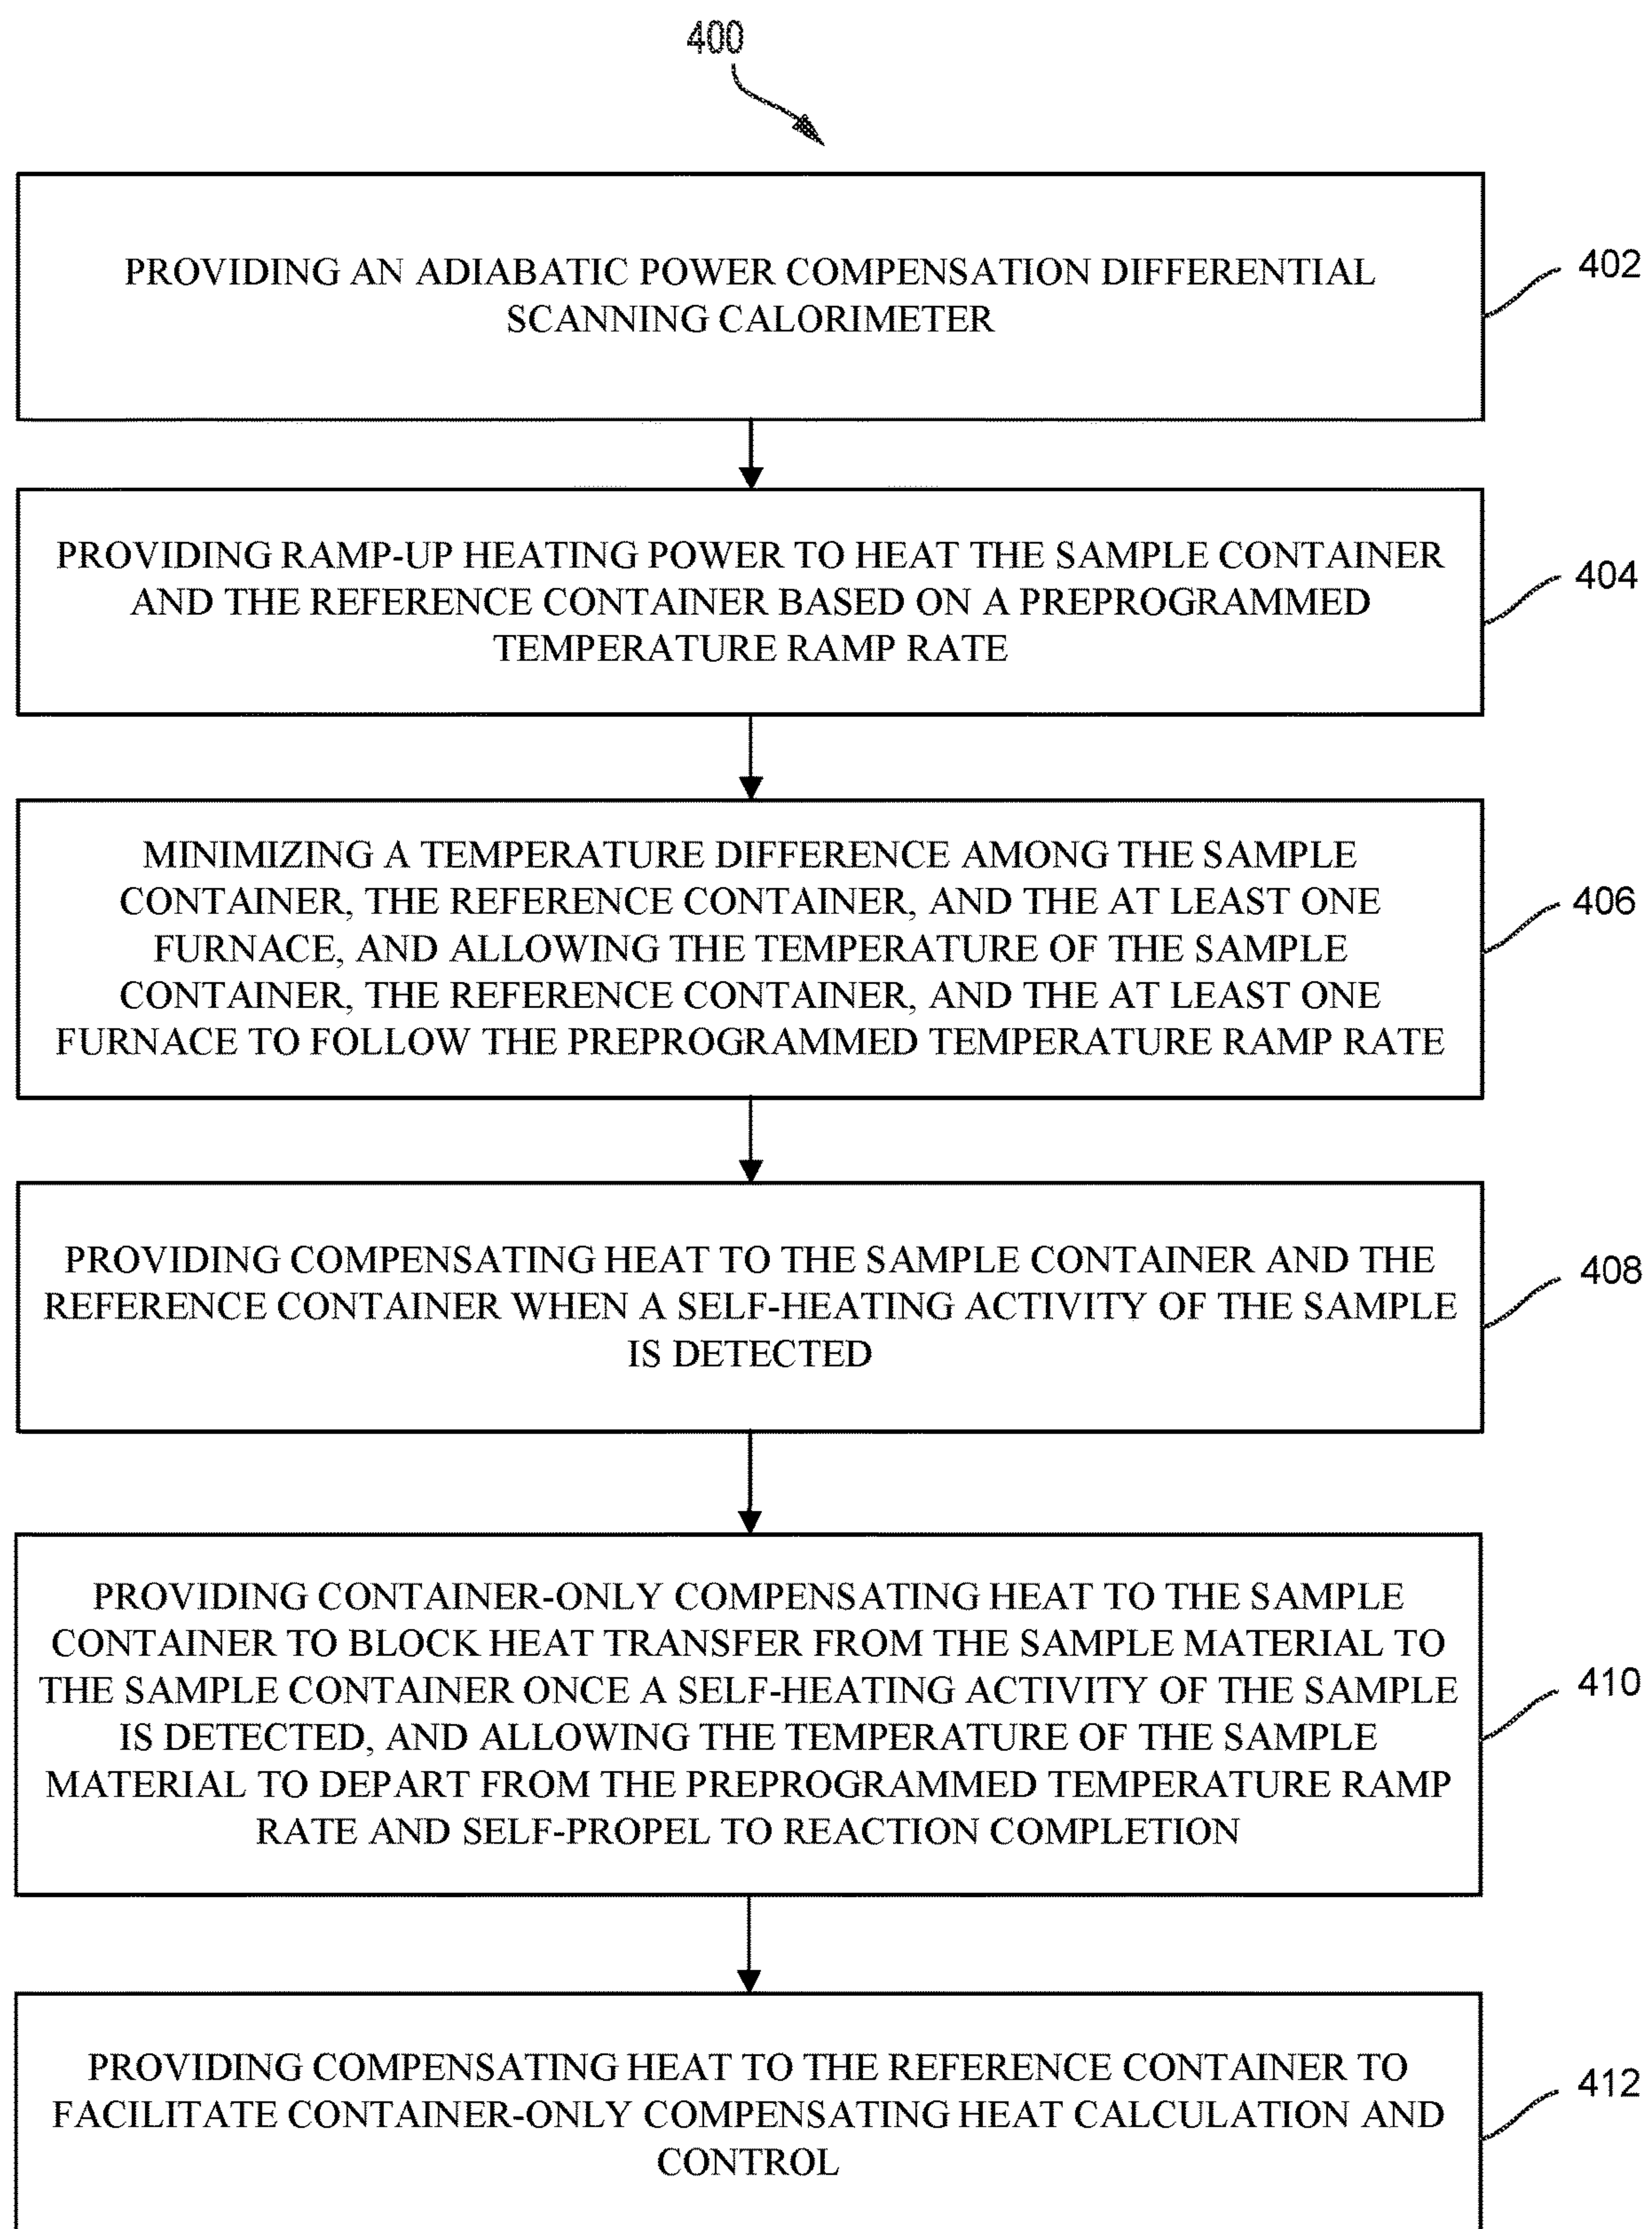 400
PROVIDING AN ADIABATIC POWER COMPENSATION DIFFERENTIAL
SCANNING CALORIMETER
402
PROVIDING RAMP-UP HEATING POWER TO HEAT THE SAMPLE CONTAINER
AND THE REFERENCE CONTAINER BASED ON A PREPROGRAMMED
TEMPERATURE RAMP RATE
404
MINIMIZING A TEMPERATURE DIFFERENCE AMONG THE SAMPLE
CONTAINER, THE REFERENCE CONTAINER, AND THE AT LEAST ONE
FURNACE, AND ALLOWING THE TEMPERATURE OF THE SAMPLE
CONTAINER, THE REFERENCE CONTAINER, AND THE AT LEAST ONE
FURNACE TO FOLLOW THE PREPROGRAMMED TEMPERATURE RAMP RATE
406
PROVIDING COMPENSATING HEAT TO THE SAMPLE CONTAINER AND THE
REFERENCE CONTAINER WHEN A SELF-HEATING ACTIVITY OF THE SAMPLE
IS DETECTED
408
PROVIDING CONTAINER-ONLY COMPENSATING HEAT TO THE SAMPLE
CONTAINER TO BLOCK HEAT TRANSFER FROM THE SAMPLE MATERIAL TO
THE SAMPLE CONTAINER ONCE A SELF-HEATING ACTIVITY OF THE SAMPLE
IS DETECTED, AND ALLOWING THE TEMPERATURE OF THE SAMPLE
MATERIAL TO DEPART FROM THE PREPROGRAMMED TEMPERATURE RAMP
RATE AND SELF-PROPEL TO REACTION COMPLETION
410
PROVIDING COMPENSATING HEAT TO THE REFERENCE CONTAINER TO
FACILITATE CONTAINER-ONLY COMPENSATING HEAT CALCULATION AND
CONTROL
412